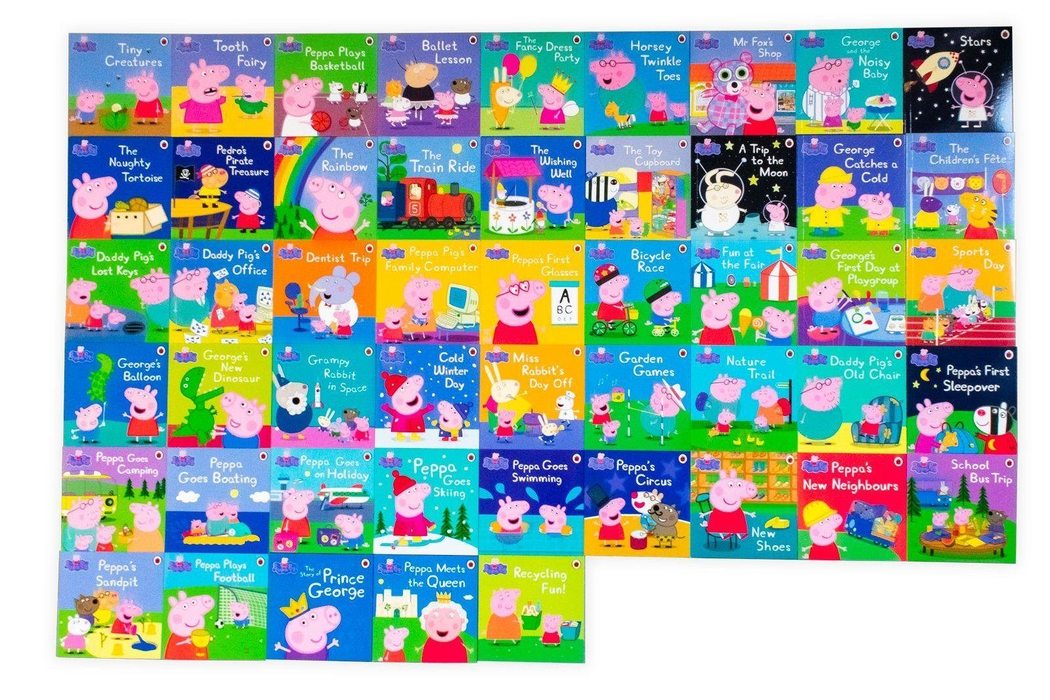 Tiny
Creatures
Tooth
Fairy
Peppa Plays
Basketball
Ballet
Lesson
The
Fancy Dress
Party
Horsey
Twinkle
Toes
Mr Fox's
Shop
George
and the
Noisy
Baby
Stars
The
Naughty
Tortoise
Pedro's
Pirate
Treasure
The
Rainbow
The
Train Ride
5
The
Wishing
Well
The Toy
Cupboard
A Trip
to the
Moon
George
Catches a
Cold
The
Children's Fête
Daddy Pig's
Lost Keys
Daddy Pig's
Office
Dentist Trip
Peppa Pig's
Family Computer
Peppa's First
Glasses
A
BC
Bicycle
Race
Fun at
the Fair
George's
First Day at
Playgroup
Sports
Day
George's
Balloon
George's
New
Dinosaur
Grampy
Rabbit
in Space
Cold
Winter
Day
Miss
Rabbit's
Day Off
Garden
Games
Nature
Trail
Daddy Pig's
Old Chair
Peppa's First
Sleepover
Peppa Goes
Camping
Peppa
Goes Boating
Peppa Goes
on Holiday
Peppa
Goes
Skiing
Peppa Goes
Swimming
Peppa's
Circus
New
Shoes
Peppa's
New Neighbours
School
Bus Trip
Peppa's
Sandpit
Peppa Plays
Football
The
Story of Prince
George
Peppa Meets
the Queen
Recycling
Fun!